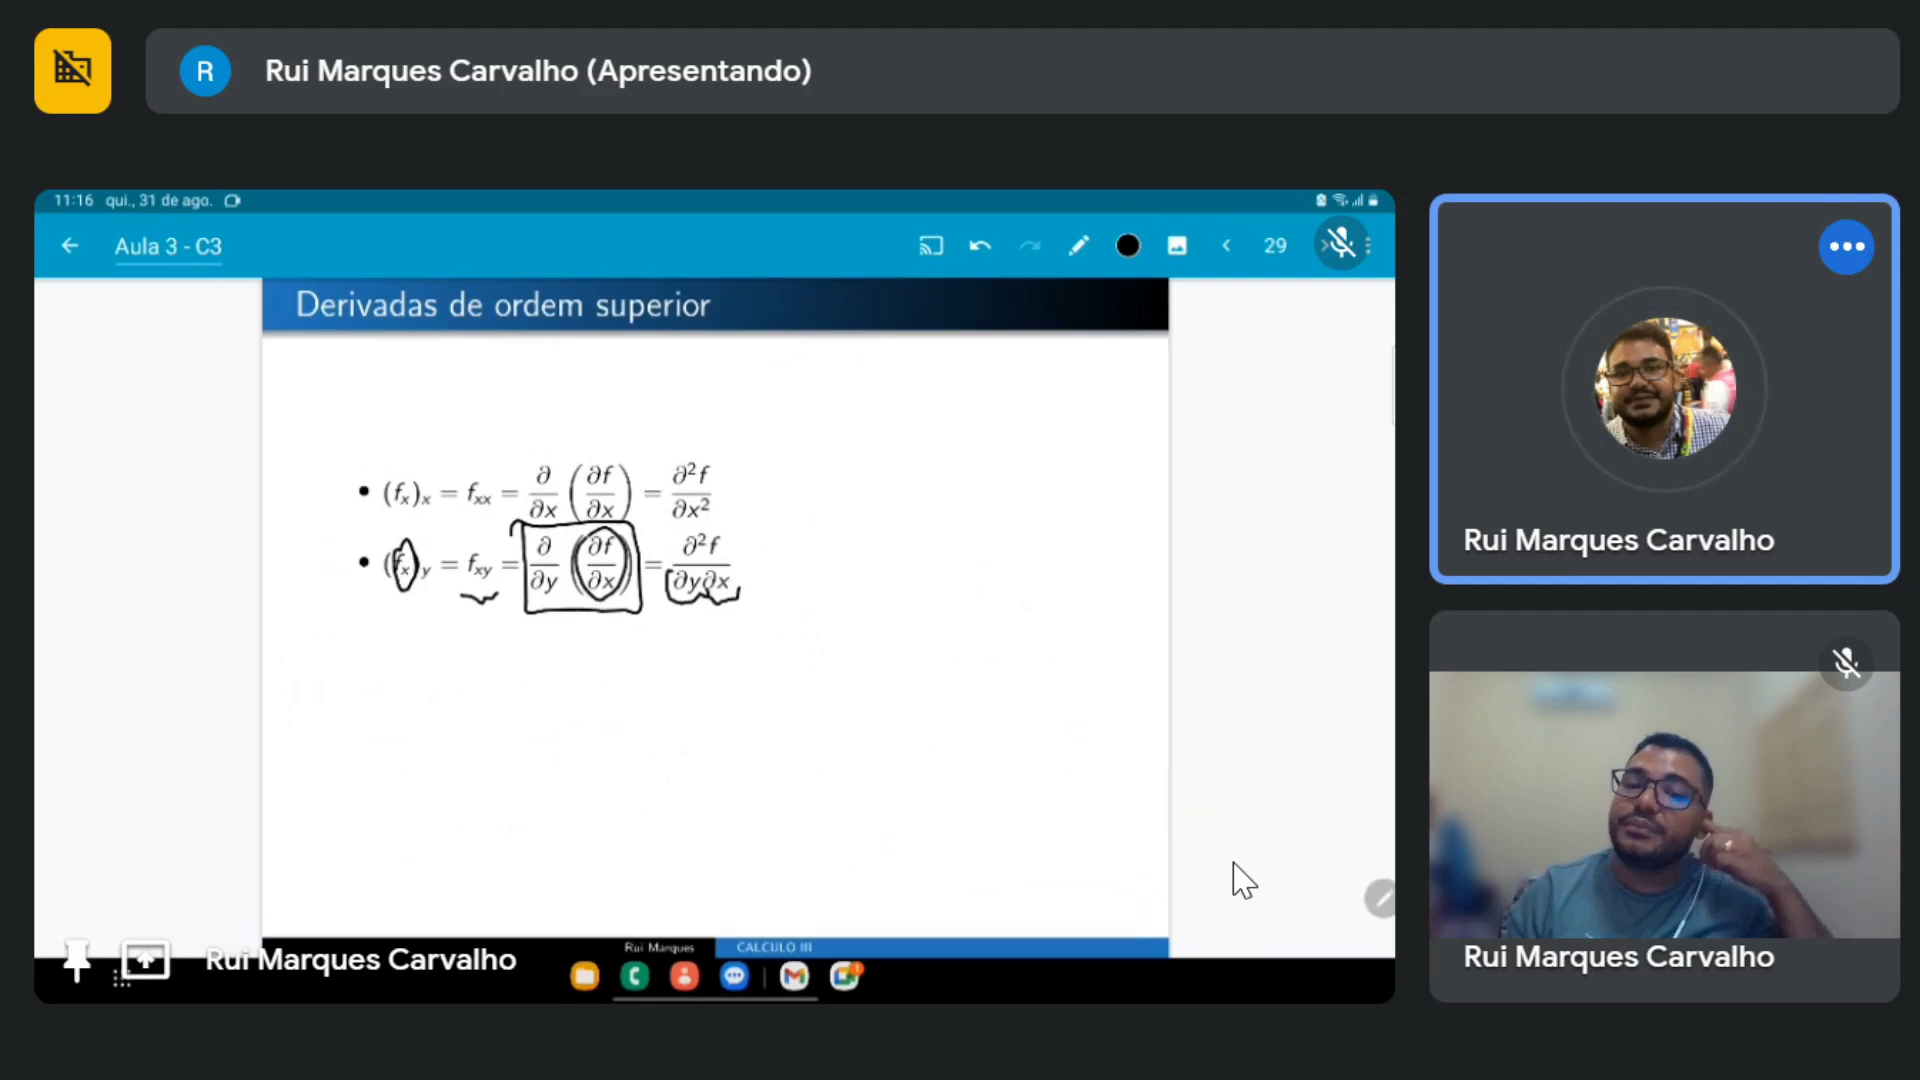 R Rui Marques Carvalho (Apresentando)
11:16 qui., 31 de ago.
Aula 3 - C3
29
Derivadas de ordem superior
• (fₓ)ₓ = fₓₓ = ∂/∂x (∂f/∂x) = ∂²f/∂x²
• (fₓ)ᵧ = fₓᵧ = ∂/∂y (∂f/∂x) = ∂²f/∂y∂x
Rui Marques CALCULO III
Rui Marques Carvalho
Rui Marques Carvalho
Rui Marques Carvalho